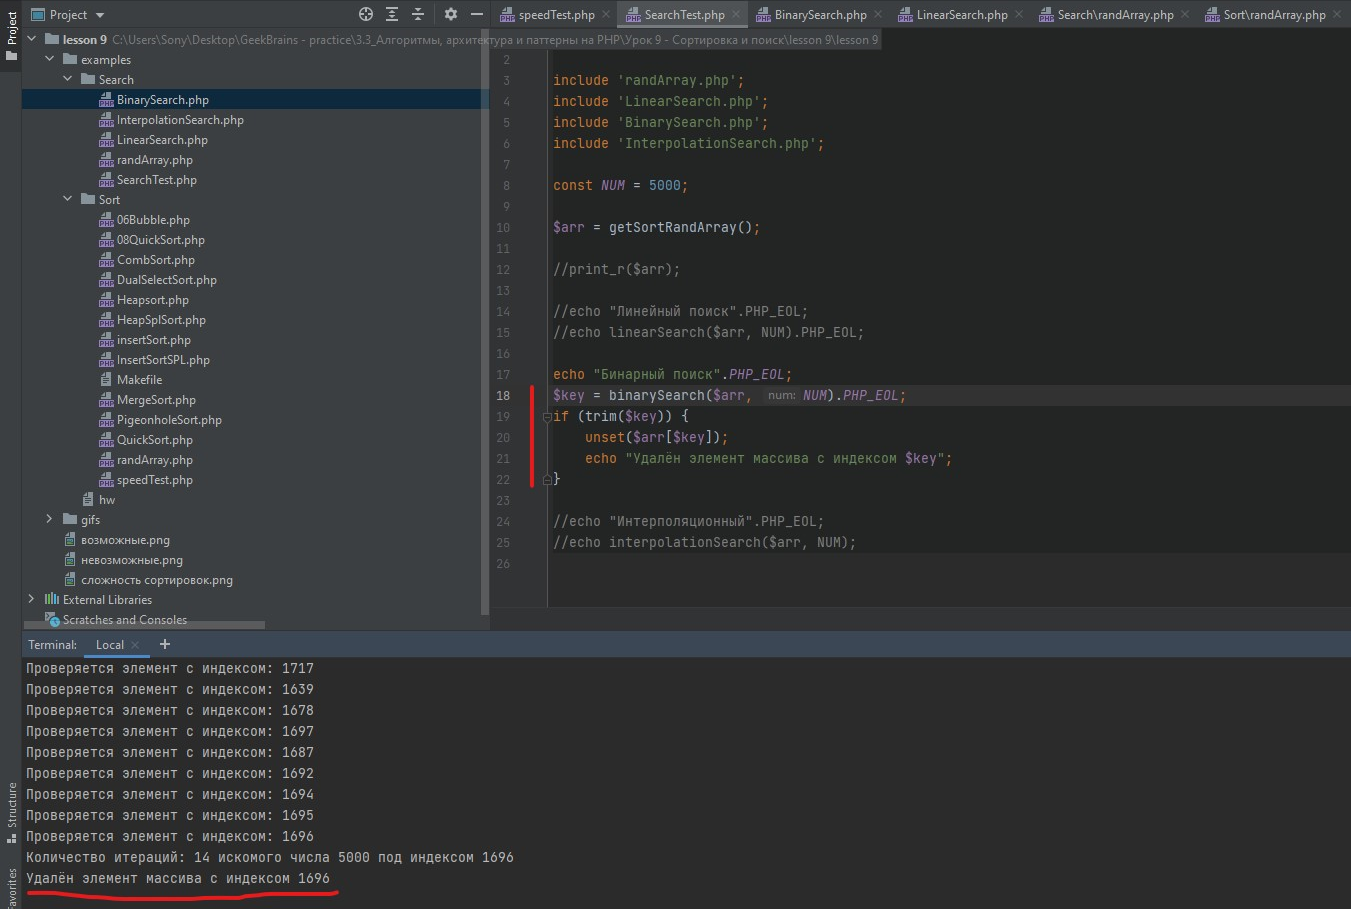 Project
speedTest.php
SearchTest.php
BinarySearch.php
LinearSearch.php
Search\randArray.php
Sort\randArray.php
Project
lesson 9 C:\Users\Sony\Desktop\GeekBrains - practice\3.3_Алгоритмы, архитектура и паттерны на PHP\Урок 9 - Сортировка и поиск\lesson 9\lesson 9
examples
Search
BinarySearch.php
InterpolationSearch.php
LinearSearch.php
randArray.php
SearchTest.php
Sort
06Bubble.php
08QuickSort.php
CombSort.php
DualSelectSort.php
Heapsort.php
HeapSplSort.php
insertSort.php
InsertSortSPL.php
Makefile
MergeSort.php
PigeonholeSort.php
QuickSort.php
randArray.php
speedTest.php
hw
gifs
возможные.png
невозможные.png
сложность сортировок.png
External Libraries
Scratches and Consoles
2
3 include 'randArray.php';
4 include 'LinearSearch.php';
5 include 'BinarySearch.php';
6 include 'InterpolationSearch.php';
7
8 const NUM = 5000;
9
10 $arr = getSortRandArray();
11
12 //print_r($arr);
13
14 //echo "Линейный поиск".PHP_EOL;
15 //echo linearSearch($arr, NUM).PHP_EOL;
16
17 echo "Бинарный поиск".PHP_EOL;
18 $key = binarySearch($arr, num: NUM).PHP_EOL;
19 if (trim($key)) {
20 unset($arr[$key]);
21 echo "Удалён элемент массива с индексом $key";
22 }
23
24 //echo "Интерполяционный".PHP_EOL;
25 //echo interpolationSearch($arr, NUM);
26
Terminal: Local +
Проверяется элемент с индексом: 1717
Проверяется элемент с индексом: 1639
Проверяется элемент с индексом: 1678
Проверяется элемент с индексом: 1697
Проверяется элемент с индексом: 1687
Проверяется элемент с индексом: 1692
Проверяется элемент с индексом: 1694
Проверяется элемент с индексом: 1695
Проверяется элемент с индексом: 1696
Количество итераций: 14 искомого числа 5000 под индексом 1696
Удалён элемент массива с индексом 1696
Structure
Favorites